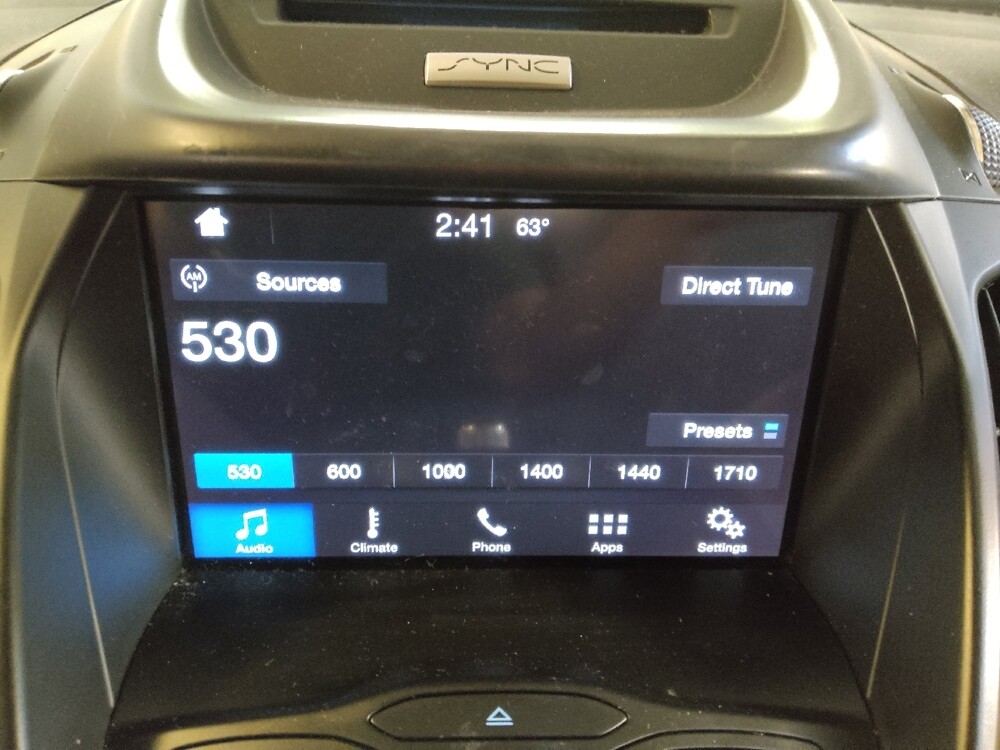 SYNC
2:41 63°
AM Sources
Direct Tune
530
Presets
530 600 1000 1400 1440 1710
Audio Climate Phone Apps Settings